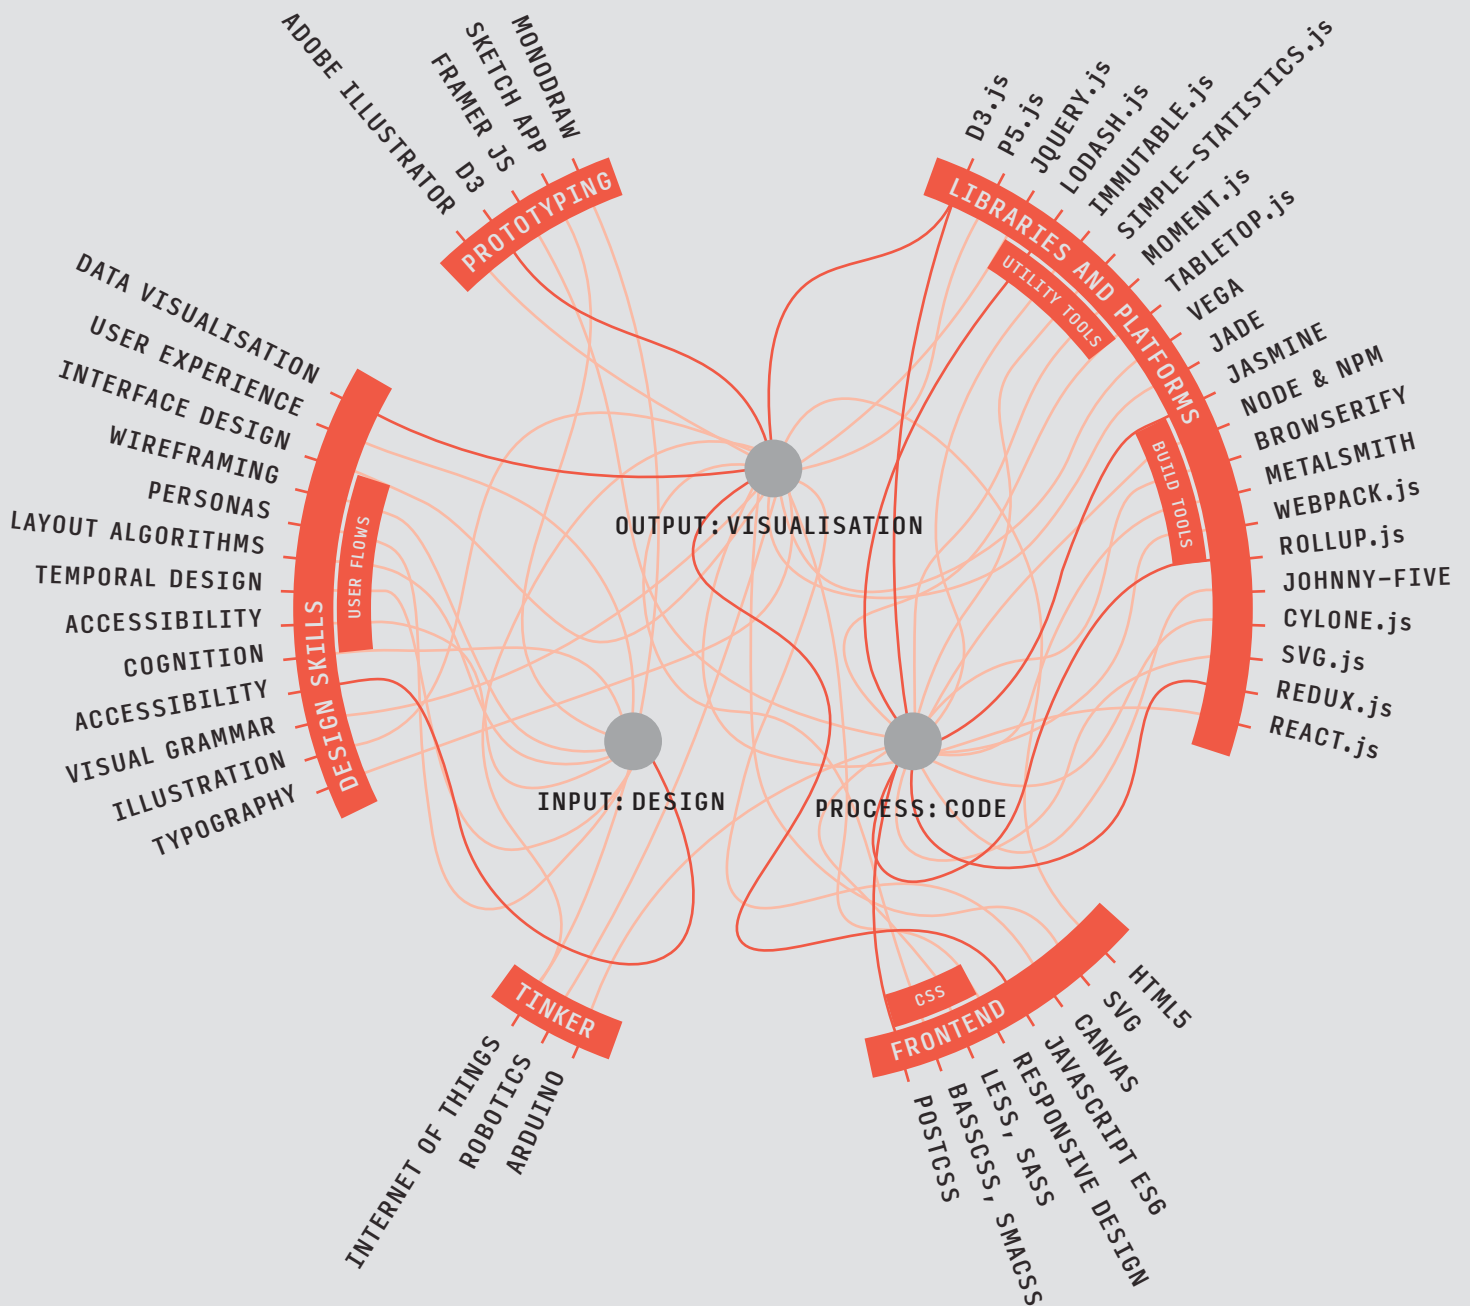 ADOBE ILLUSTRATOR
D3
FRAMER JS
SKETCH APP
MONODRAW
PROTOTYPING
D3.js
P5.js
JQUERY.js
LODASH.js
IMMUTABLE.js
SIMPLE-STATISTICS.js
MOMENT.js
TABLETOP.js
VEGA
JADE
JASMINE
NODE & NPM
BROWSERIFY
METALSMITH
WEBPACK.js
ROLLUP.js
JOHNNY-FIVE
CYLONE.js
SVG.js
REDUX.js
REACT.js
LIBRARIES AND PLATFORMS
UTILITY TOOLS
BUILD TOOLS
DATA VISUALISATION
USER EXPERIENCE
INTERFACE DESIGN
WIREFRAMING
PERSONAS
LAYOUT ALGORITHMS
TEMPORAL DESIGN
ACCESSIBILITY
COGNITION
ACCESSIBILITY
VISUAL GRAMMAR
ILLUSTRATION
TYPOGRAPHY
DESIGN SKILLS
USER FLOWS
OUTPUT:VISUALISATION
INPUT:DESIGN
PROCESS:CODE
TINKER
INTERNET OF THINGS
ROBOTICS
ARDUINO
CSS
FRONTEND
HTML5
SVG
CANVAS
JAVASCRIPT ES6
RESPONSIVE DESIGN
LESS, SASS
BASSCSS, SMACSS
POSTCSS